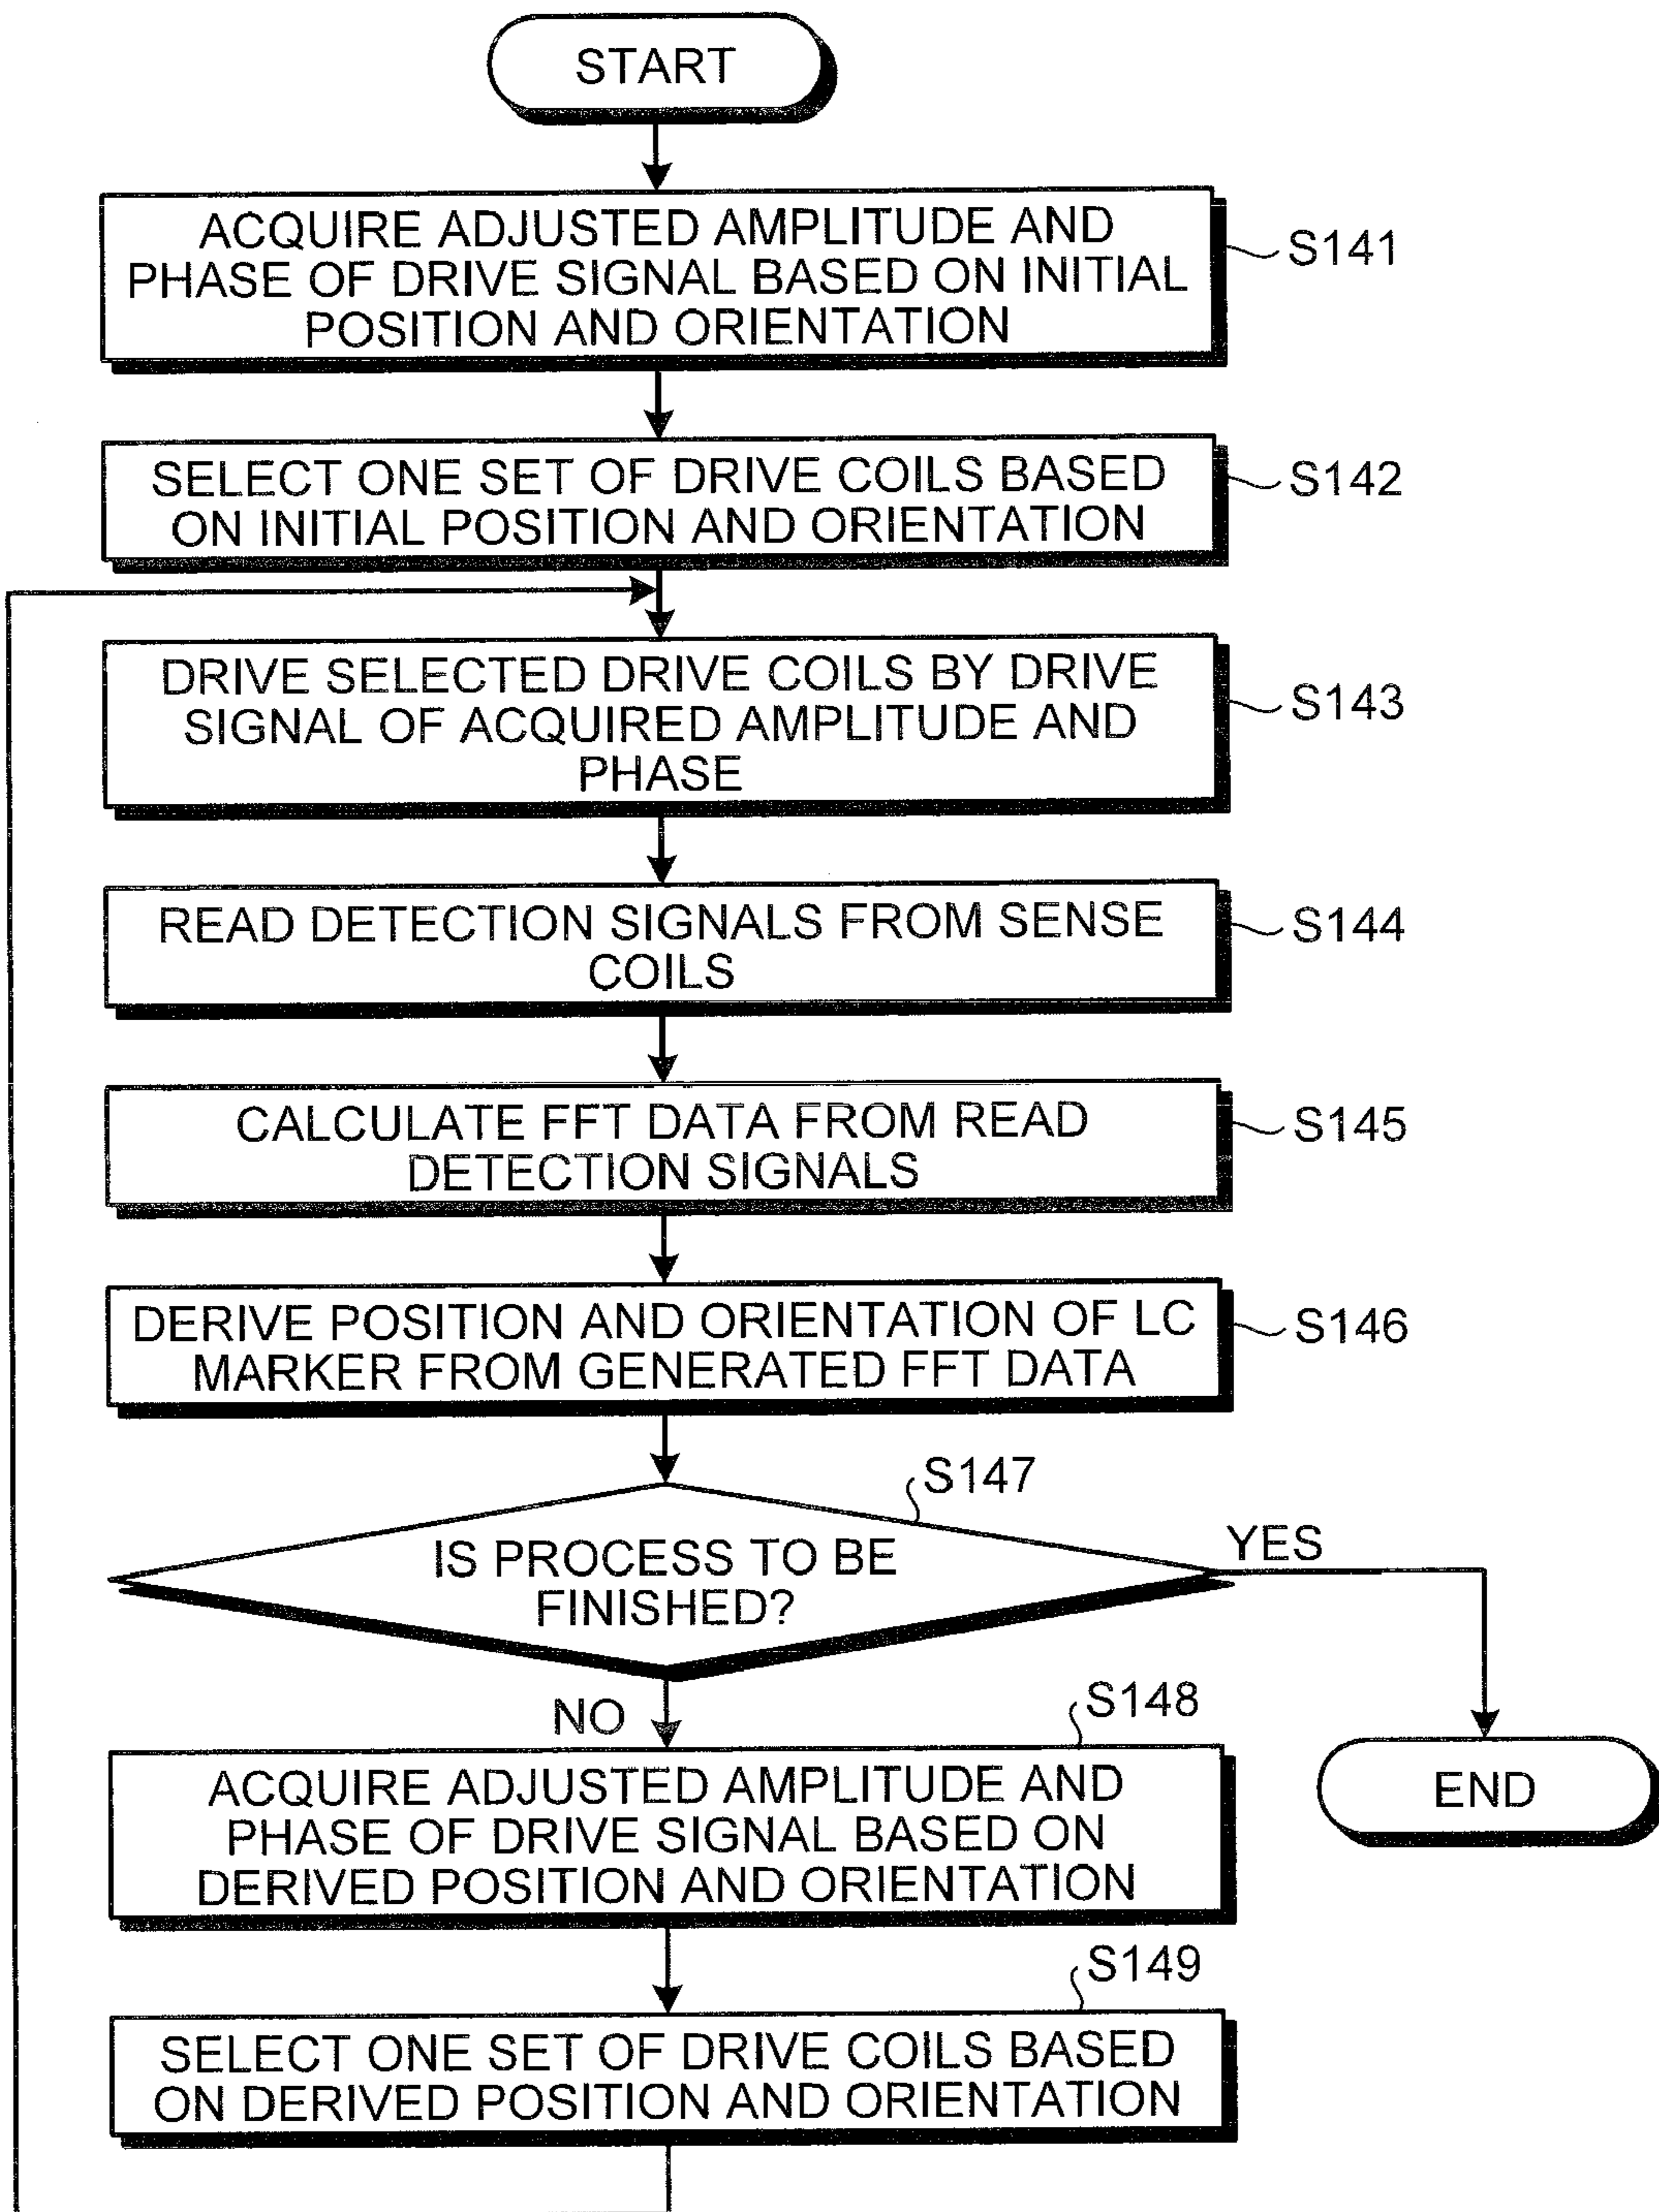 START
ACQUIRE ADJUSTED AMPLITUDE AND
PHASE OF DRIVE SIGNAL BASED ON INITIAL
POSITION AND ORIENTATION
S141
SELECT ONE SET OF DRIVE COILS BASED
ON INITIAL POSITION AND ORIENTATION
S142
DRIVE SELECTED DRIVE COILS BY DRIVE
SIGNAL OF ACQUIRED AMPLITUDE AND
PHASE
S143
READ DETECTION SIGNALS FROM SENSE
COILS
S144
CALCULATE FFT DATA FROM READ
DETECTION SIGNALS
S145
DERIVE POSITION AND ORIENTATION OF LC
MARKER FROM GENERATED FFT DATA
S146
S147
IS PROCESS TO BE
FINISHED?
YES
NO
S148
ACQUIRE ADJUSTED AMPLITUDE AND
PHASE OF DRIVE SIGNAL BASED ON
DERIVED POSITION AND ORIENTATION
END
S149
SELECT ONE SET OF DRIVE COILS BASED
ON DERIVED POSITION AND ORIENTATION